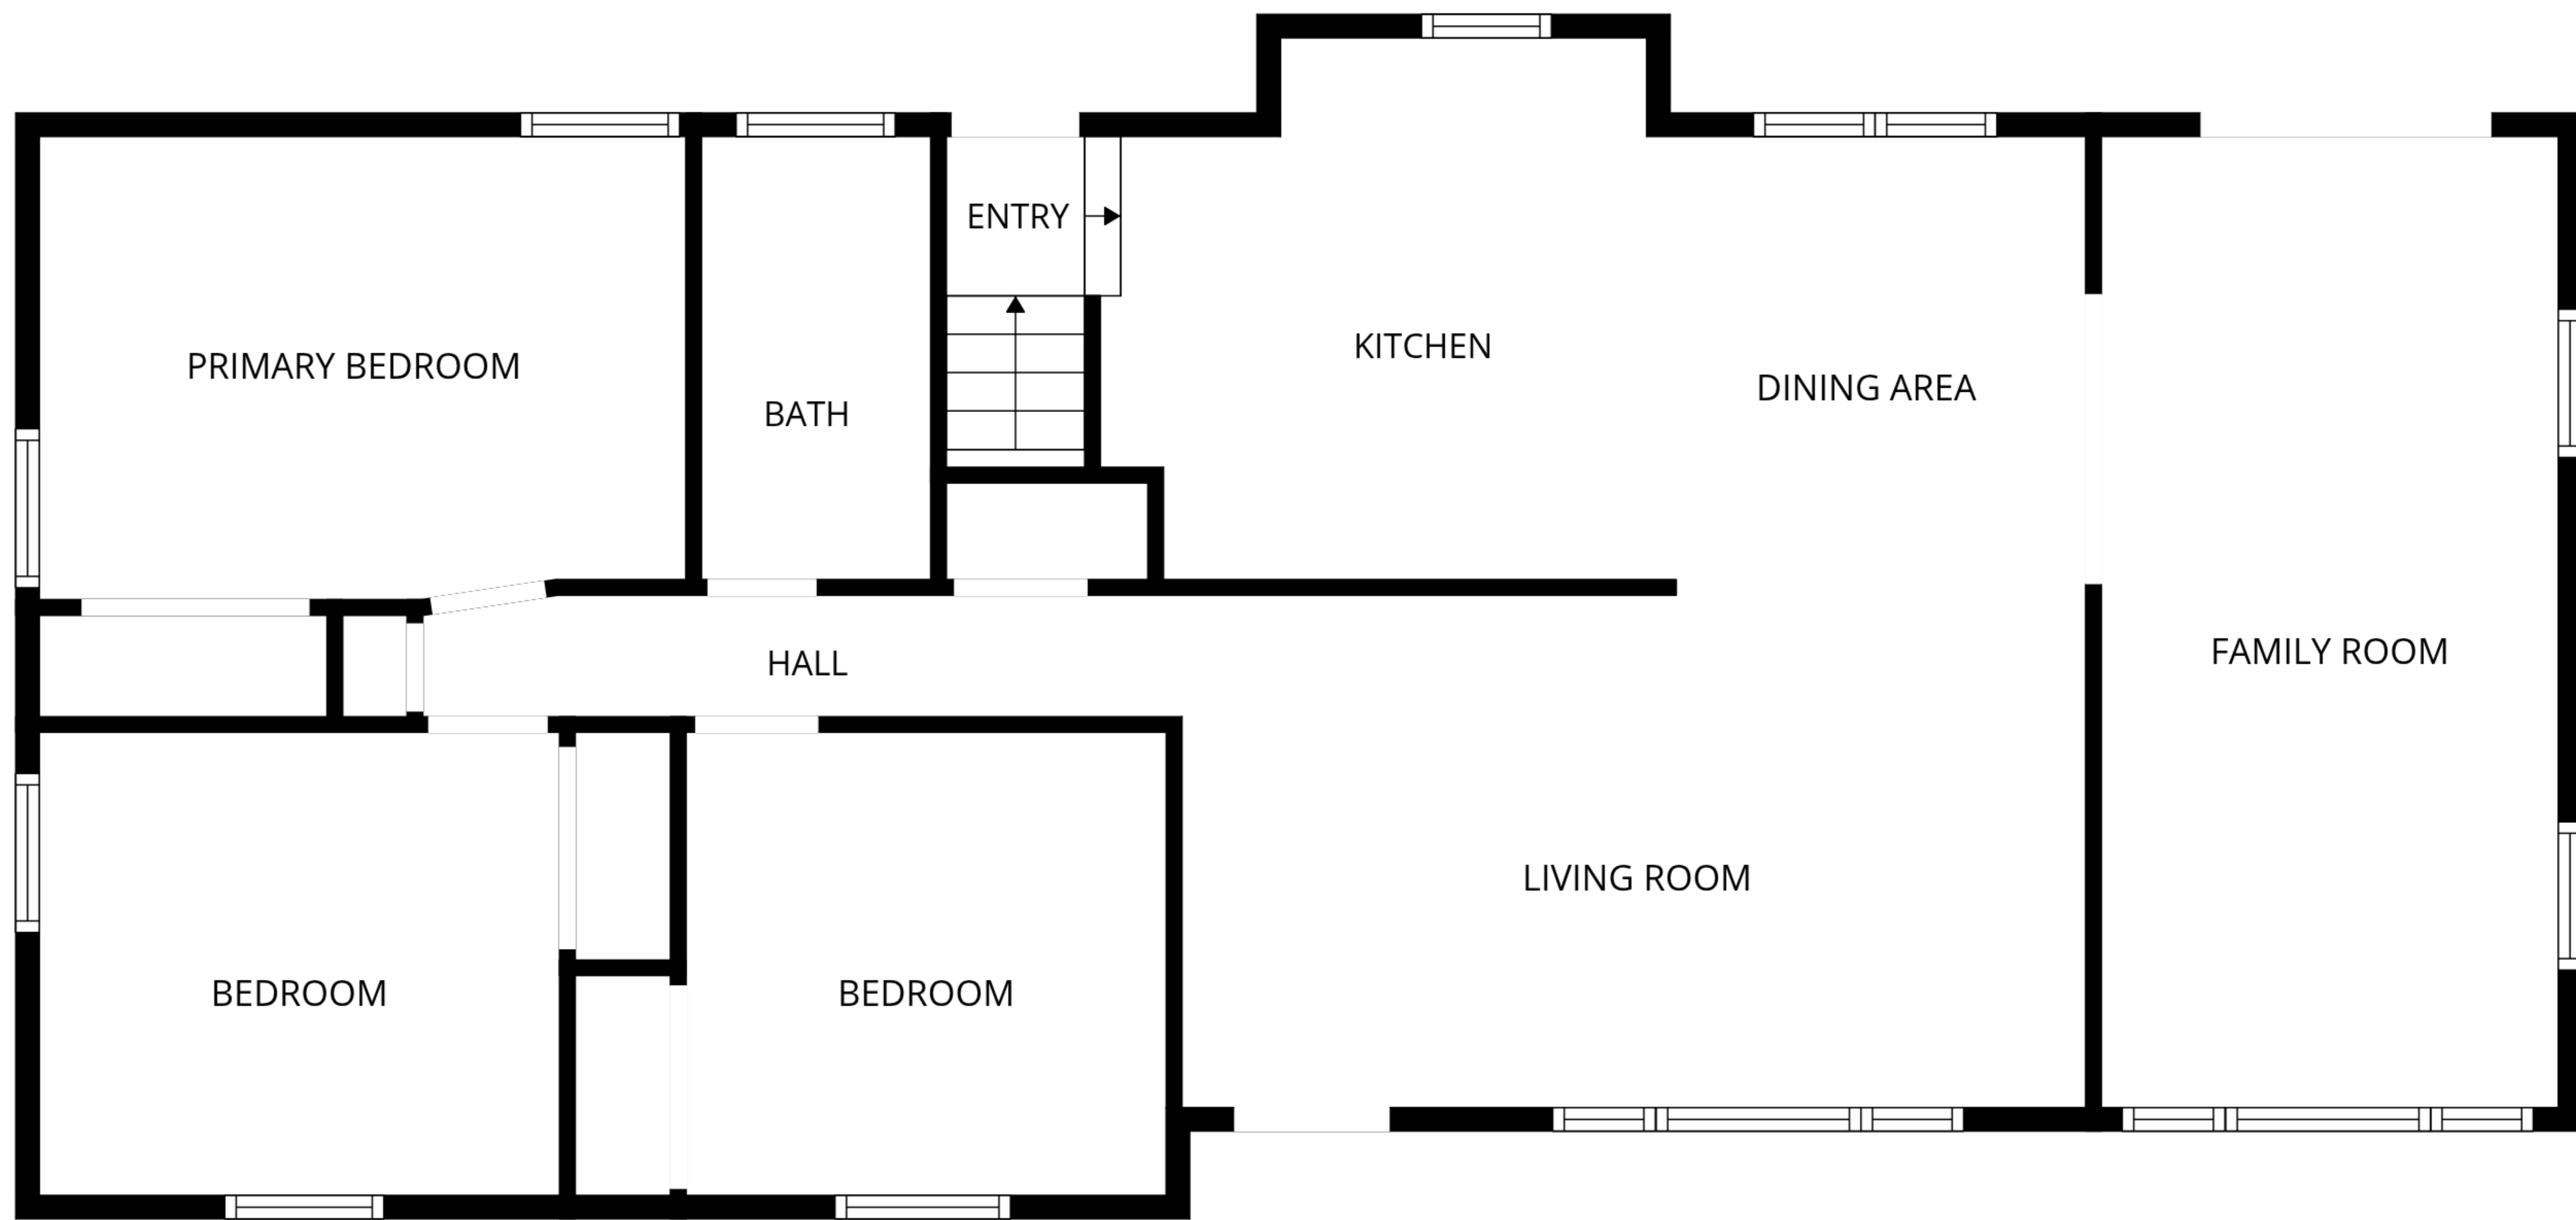 ENTRY
KITCHEN
PRIMARY BEDROOM
DINING AREA
BATH
FAMILY ROOM
HALL
LIVING ROOM
BEDROOM
BEDROOM